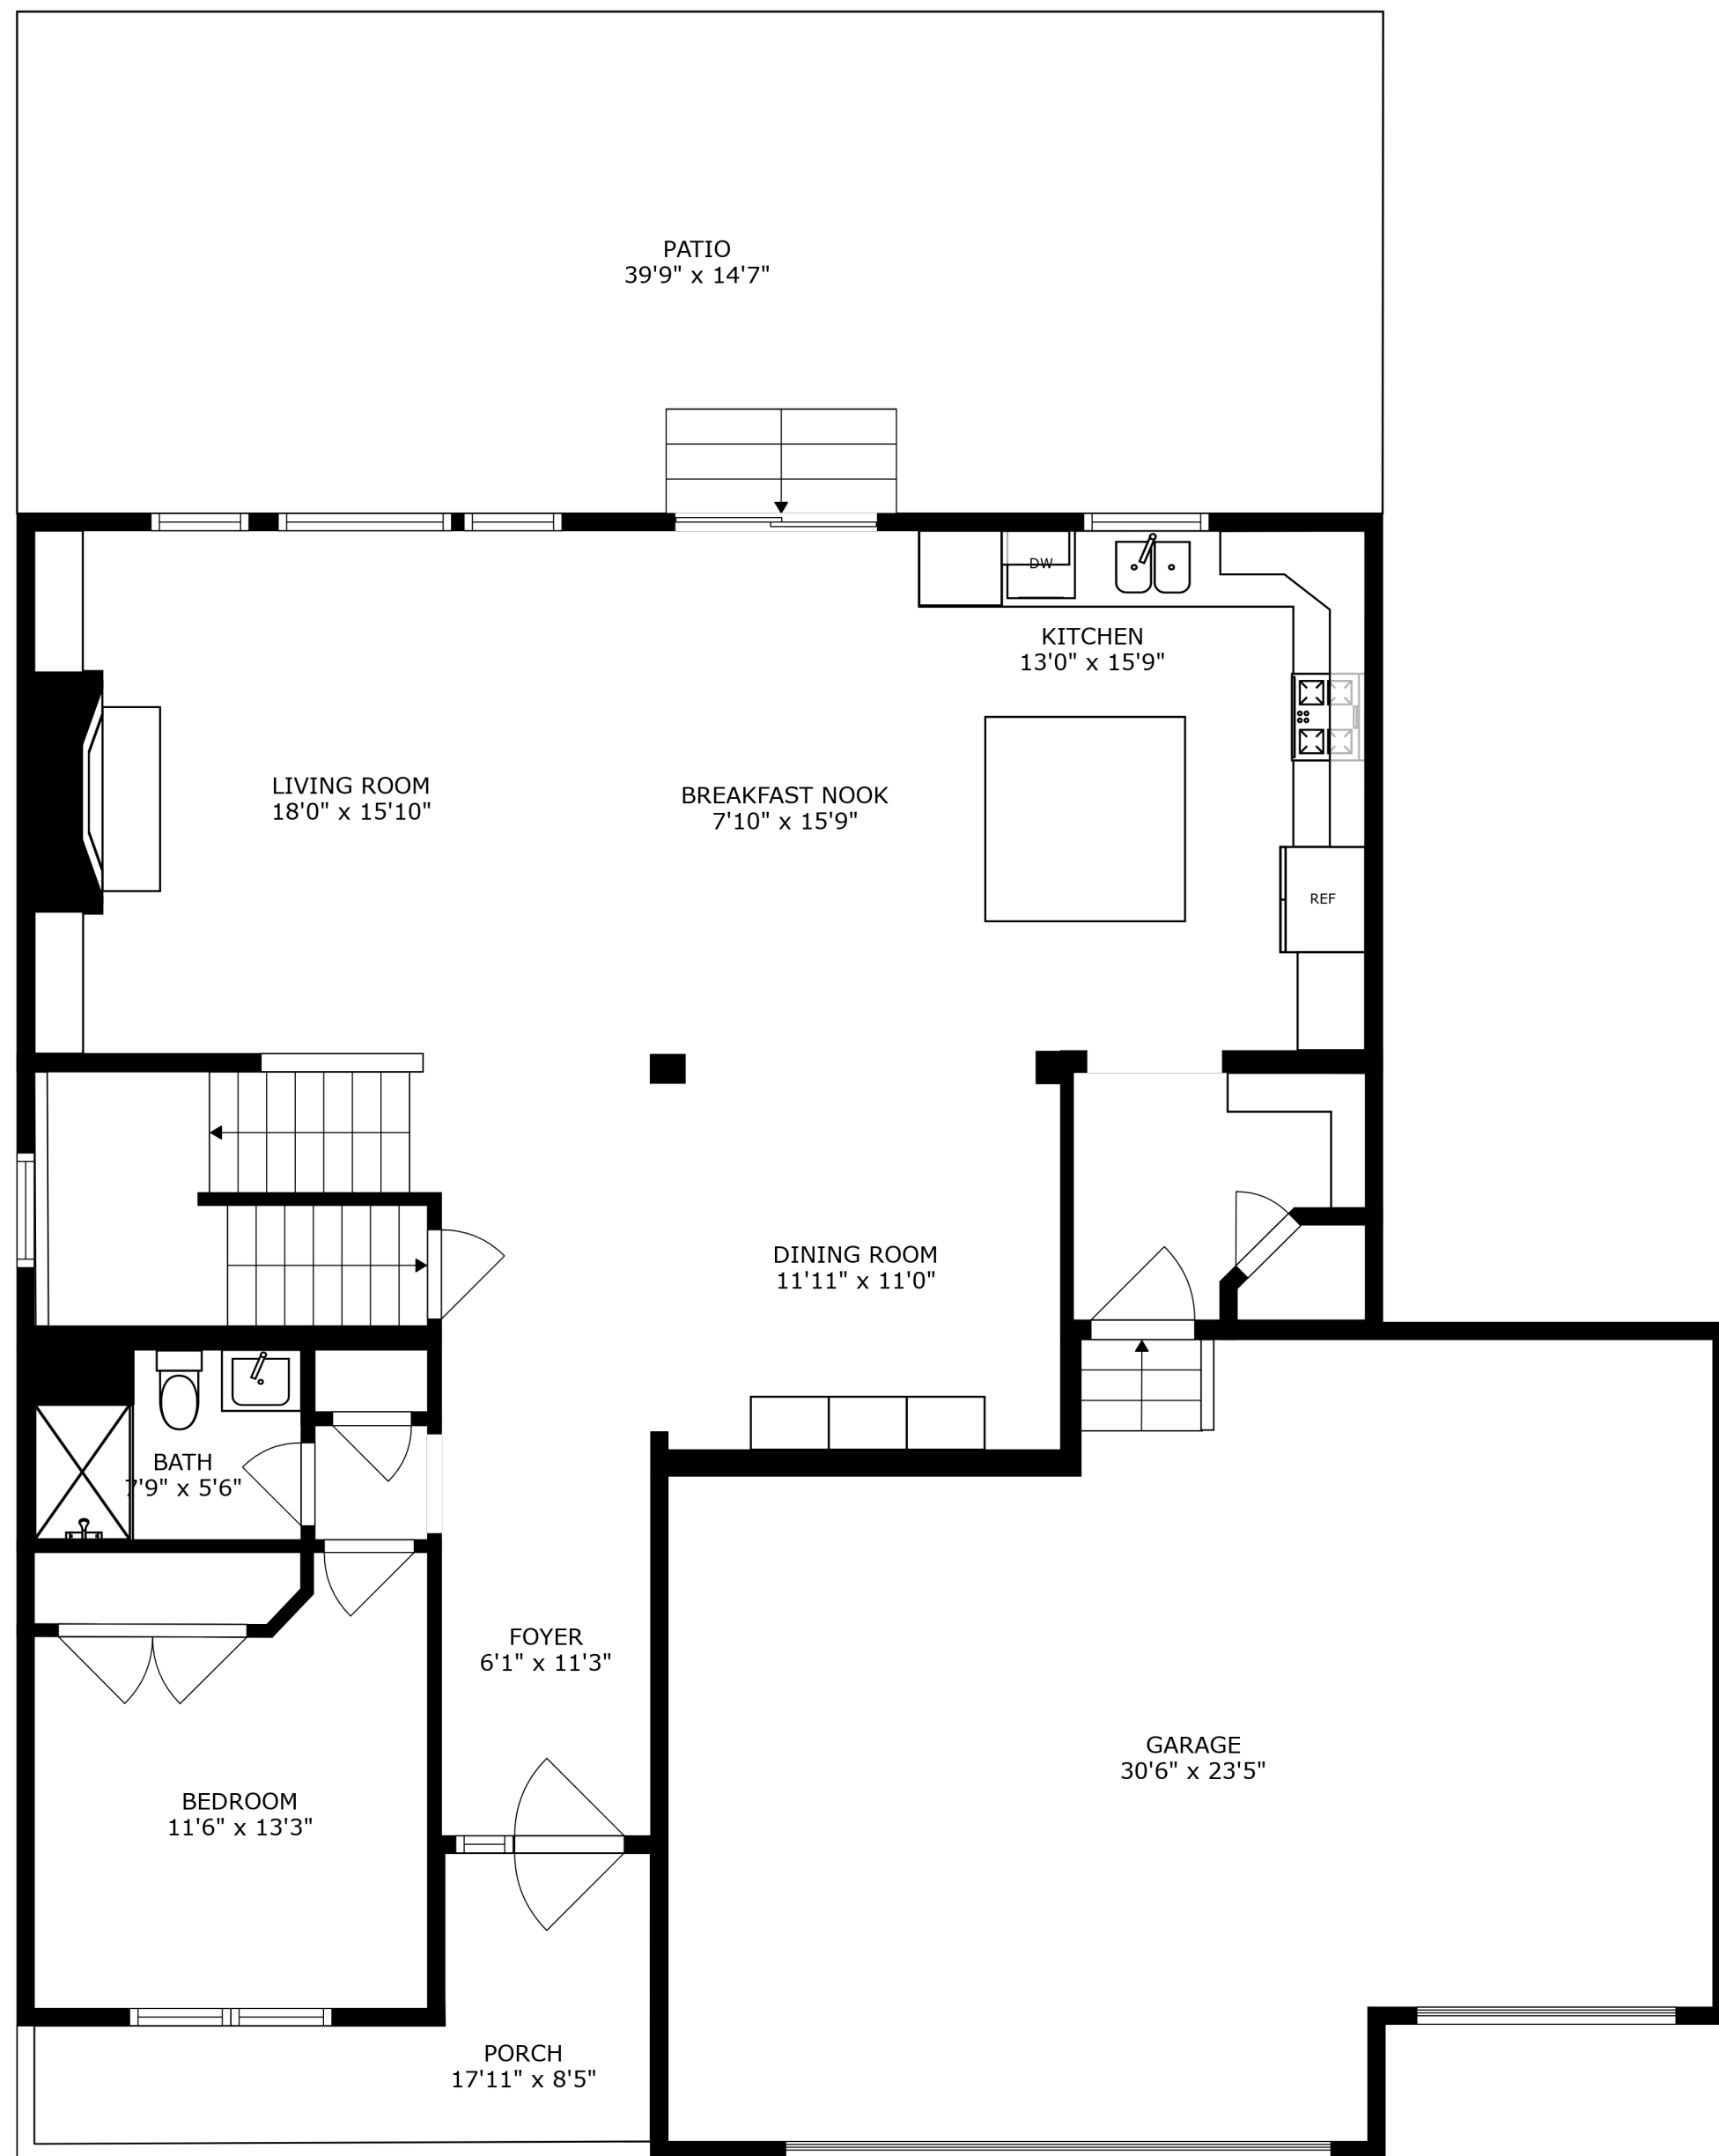 PATIO
39'9" x 14'7"
DW
KITCHEN
13'0" x 15'9"
LIVING ROOM
18'0" x 15'10"
BREAKFAST NOOK
7'10" x 15'9"
REF
DINING ROOM
11'11" x 11'0"
BATH
7'9" x 5'6"
FOYER
6'1" x 11'3"
GARAGE
30'6" x 23'5"
BEDROOM
11'6" x 13'3"
PORCH
17'11" x 8'5"